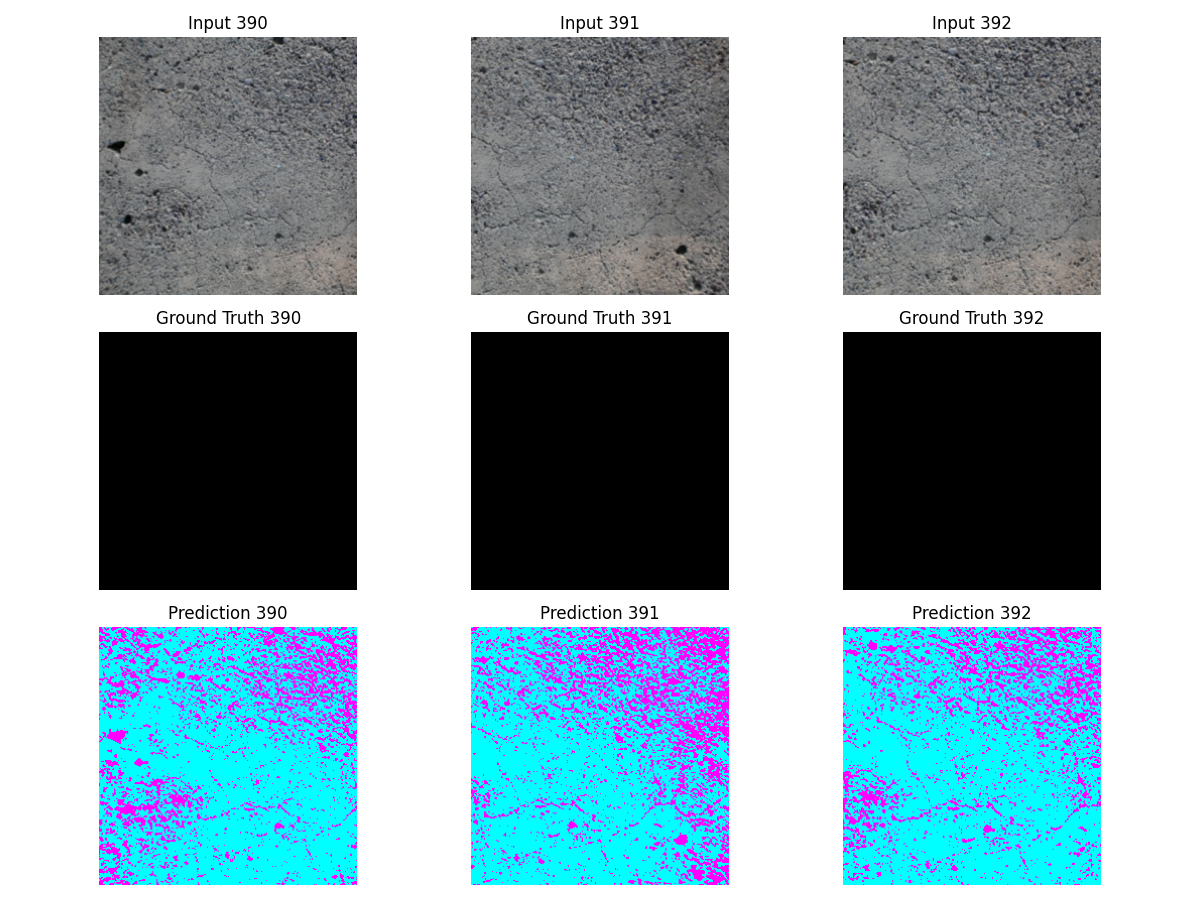 Input 390
Input 391
Input 392
Ground Truth 390
Ground Truth 391
Ground Truth 392
Prediction 390
Prediction 391
Prediction 392